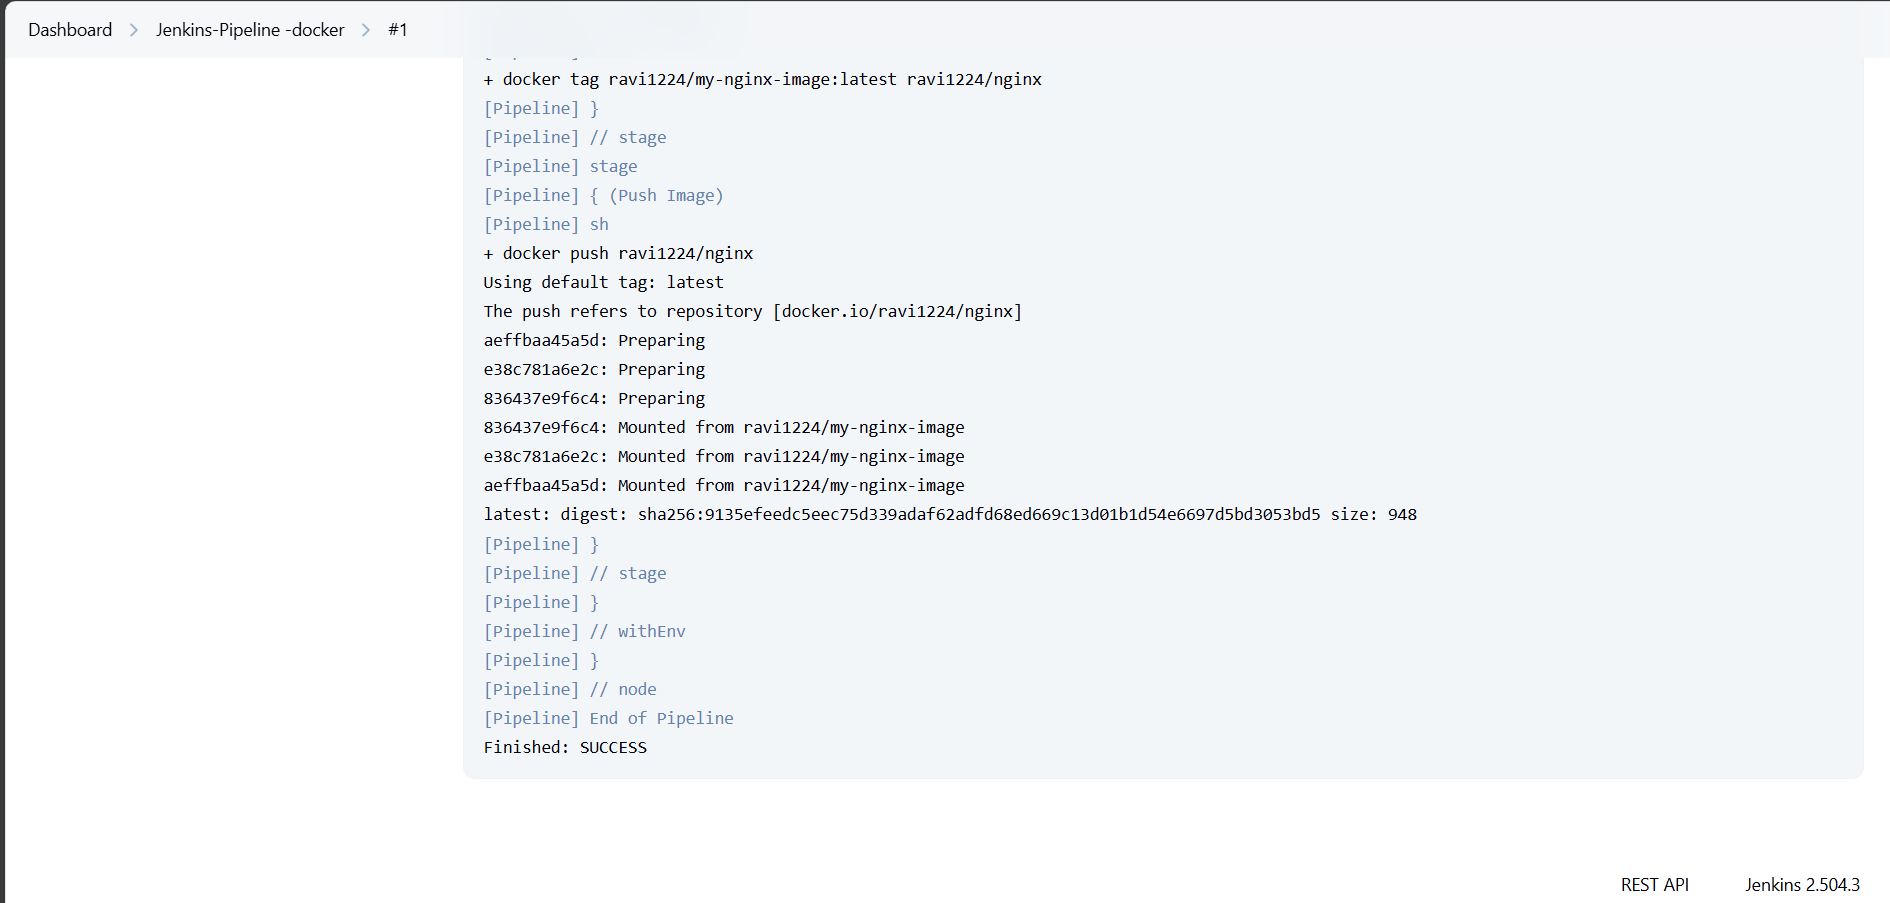 Dashboard > Jenkins-Pipeline -docker > #1
+ docker tag ravi1224/my-nginx-image:latest ravi1224/nginx
[Pipeline] }
[Pipeline] // stage
[Pipeline] stage
[Pipeline] { (Push Image)
[Pipeline] sh
+ docker push ravi1224/nginx
Using default tag: latest
The push refers to repository [docker.io/ravi1224/nginx]
aeffbaa45a5d: Preparing
e38c781a6e2c: Preparing
836437e9f6c4: Preparing
836437e9f6c4: Mounted from ravi1224/my-nginx-image
e38c781a6e2c: Mounted from ravi1224/my-nginx-image
aeffbaa45a5d: Mounted from ravi1224/my-nginx-image
latest: digest: sha256:9135efeedc5eec75d339adaf62adfd68ed669c13d01b1d54e6697d5bd3053bd5 size: 948
[Pipeline] }
[Pipeline] // stage
[Pipeline] }
[Pipeline] // withEnv
[Pipeline] }
[Pipeline] // node
[Pipeline] End of Pipeline
Finished: SUCCESS
REST API Jenkins 2.504.3